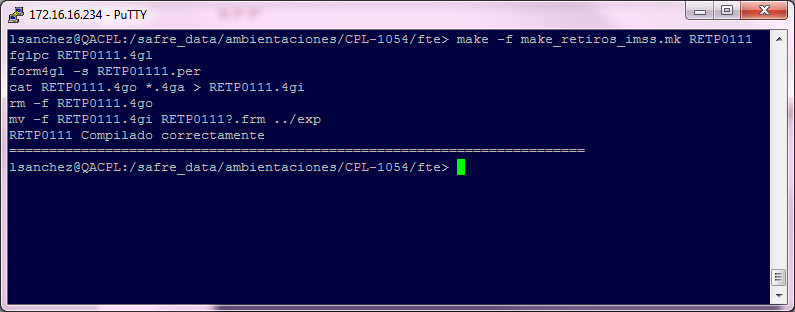 172.16.16.234 - PuTTY
lsanchez@QACPL:/safre_data/ambientaciones/CPL-1054/fte> make -f make_retiros_imss.mk RETP0111
fglpc RETP0111.4gl
form4gl -s RETP01111.per
cat RETP0111.4go *.4ga > RETP0111.4gi
rm -f RETP0111.4go
mv -f RETP0111.4gi RETP0111?.frm ../exp
RETP0111 Compilado correctamente
========================================================================
lsanchez@QACPL:/safre_data/ambientaciones/CPL-1054/fte>